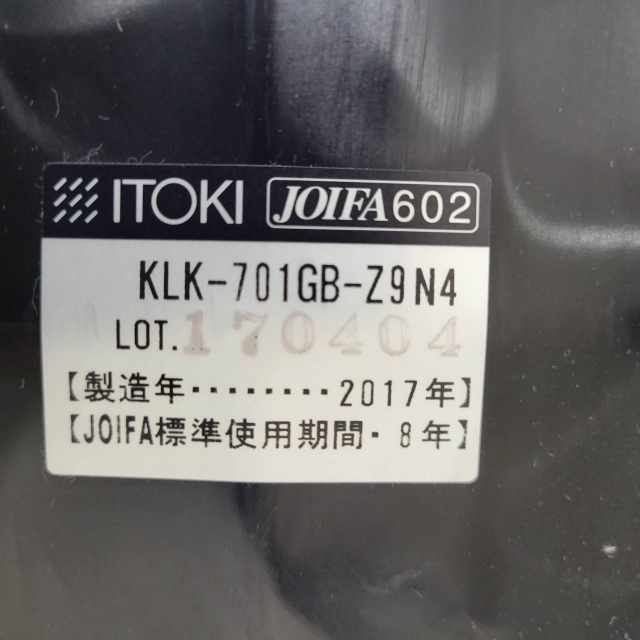 ITOKI JOIFA602
KLK-701GB-Z9N4
LOT.170404
【製造年・・・・・・・・2017年】
【JOIFA標準使用期間・8年】